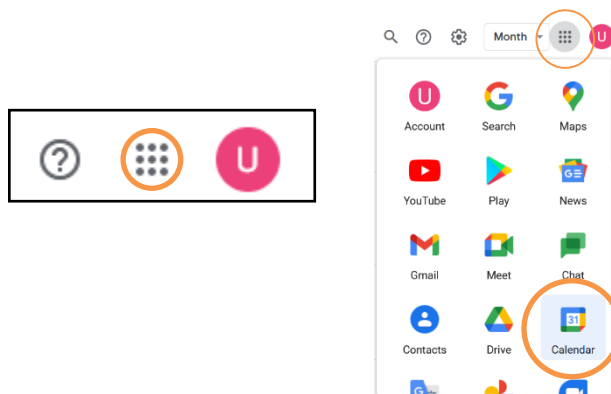 Month
U
U
U
Account Search Maps
G≡
YouTube Play News
Gmail Meet Chat
31
Contacts Drive Calendar
G